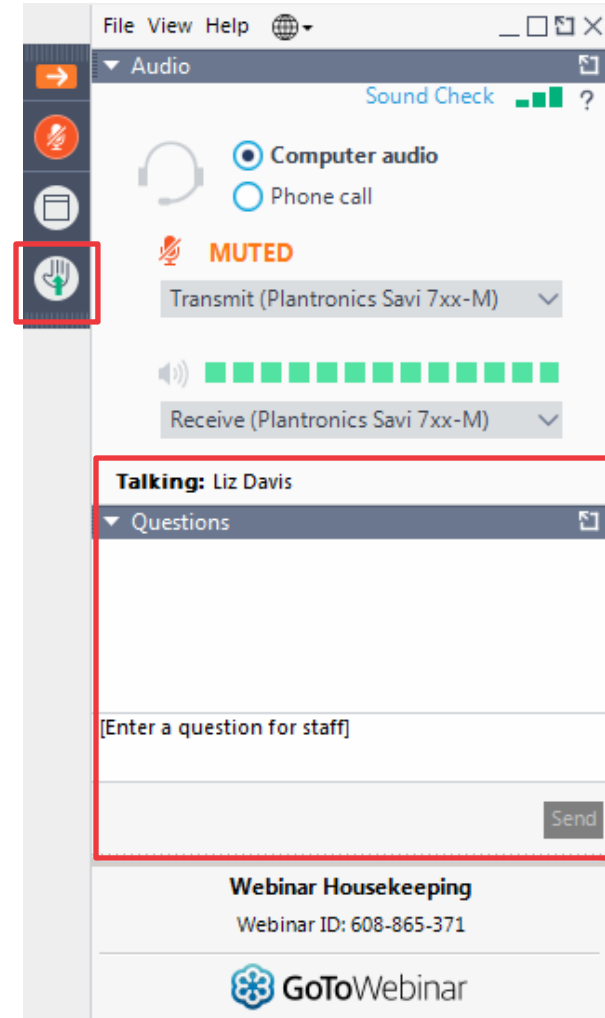 File View Help
Audio
Sound Check ?
Computer audio
Phone call
MUTED
Transmit (Plantronics Savi 7xx-M)
Receive (Plantronics Savi 7xx-M)
Talking: Liz Davis
Questions
[Enter a question for staff]
Send
Webinar Housekeeping
Webinar ID: 608-865-371
GoToWebinar